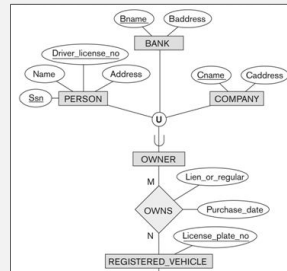 Bname
Baddress
BANK
Driver_license_no
Name
Address
Cname
Caddress
Ssn
PERSON
COMPANY
U
OWNER
M
Lien_or_regular
OWNS
Purchase_date
N
License_plate_no
REGISTERED_VEHICLE